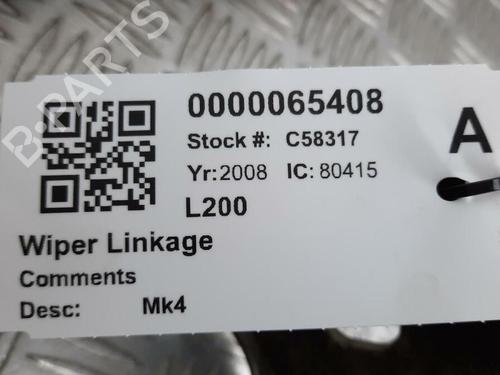 B-PARTS
0000065408
A
Stock #: C58317
Yr: 2008 IC: 80415
L200
Wiper Linkage
Comments
Desc: Mk4